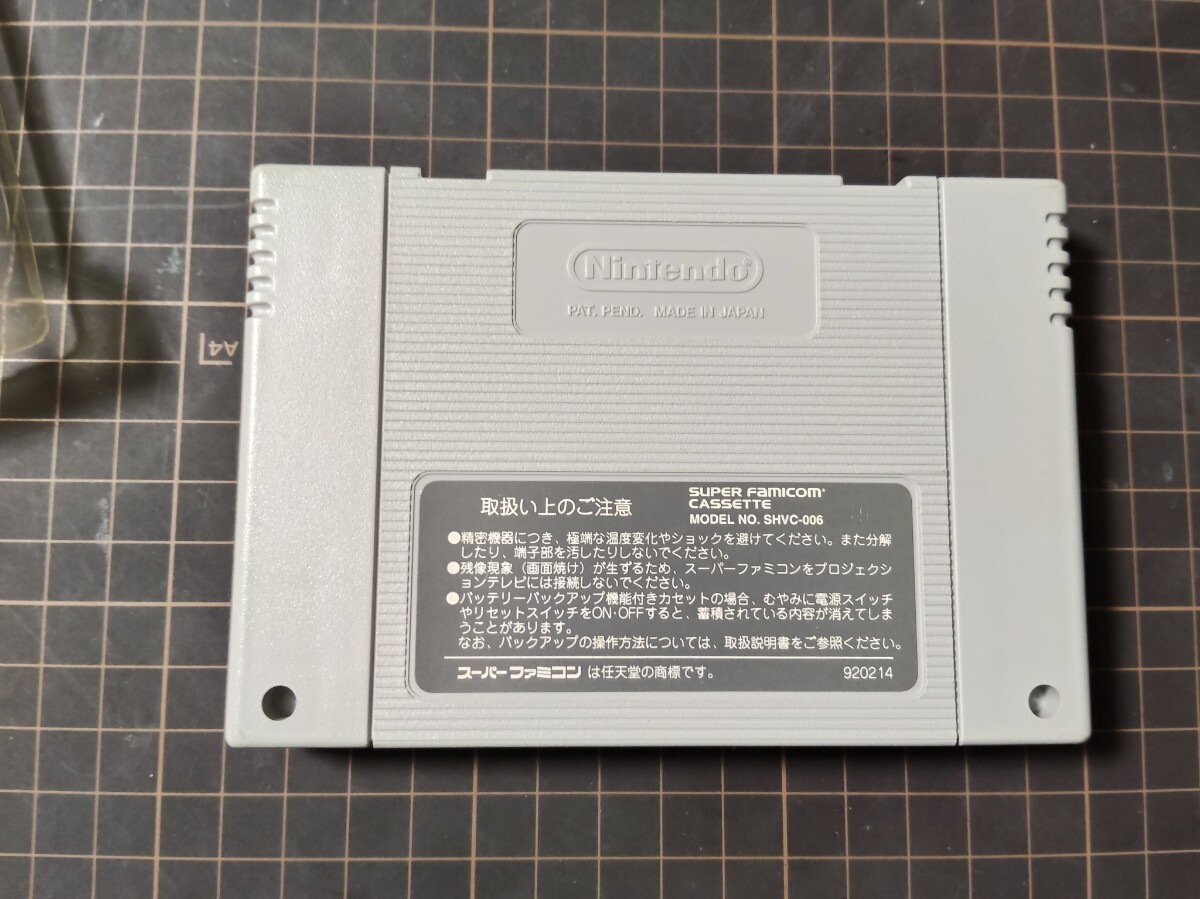 Nintendo®
PAT. PEND. MADE IN JAPAN
A4
取扱い上のご注意
SUPER FAMICOM®
CASSETTE
MODEL NO. SHVC-006
●精密機器につき、極端な温度変化やショックを避けてください。また分解
したり、端子部を汚したりしないでください。
●残像現象（画面焼け）が生ずるため、スーパーファミコンをプロジェクシ
ョンテレビには接続しないでください。
●バッテリーバックアップ機能付きカセットの場合、むやみに電源スイッチ
やリセットスイッチをON·OFFすると、蓄積されている内容が消えてしま
うことがあります。
なお、バックアップの操作方法については、取扱説明書をご参照ください。
スーパーファミコン は任天堂の商標です。
920214